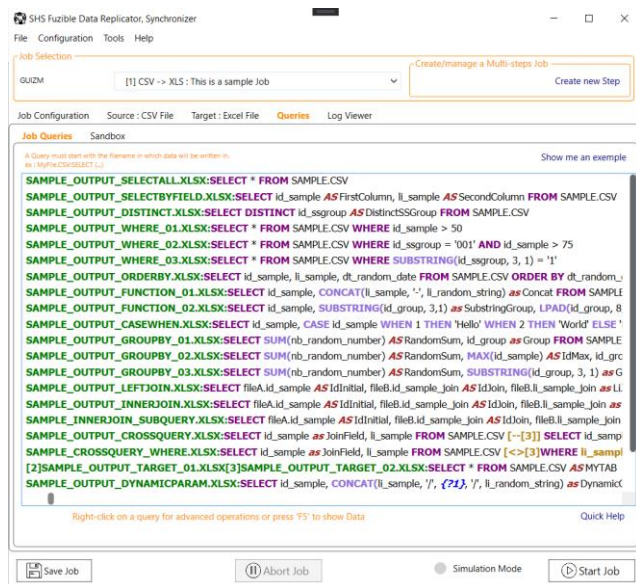 SHS Fuzible Data Replicator, Synchronizer
File Configuration Tools Help
Job Selection
Create/manage a Multi-steps Job
GUIZM
[1] CSV -> XLS : This is a sample Job
Create new Step
Job Configuration Source : CSV File Target : Excel File Queries Log Viewer
Job Queries Sandbox
A Query must start with the filename in which data will be written in.
ex : MyFile.CSV:SELECT (...)
Show me an exemple
SAMPLE_OUTPUT_SELECTALL.XLSX:SELECT * FROM SAMPLE.CSV
SAMPLE_OUTPUT_SELECTBYFIELD.XLSX:SELECT id_sample AS FirstColumn, li_sample AS SecondColumn FROM SAMPLE.CSV
SAMPLE_OUTPUT_DISTINCT.XLSX:SELECT DISTINCT id_ssgroup AS DistinctSSGroup FROM SAMPLE.CSV
SAMPLE_OUTPUT_WHERE_01.XLSX:SELECT * FROM SAMPLE.CSV WHERE id_sample > 50
SAMPLE_OUTPUT_WHERE_02.XLSX:SELECT * FROM SAMPLE.CSV WHERE id_ssgroup = '001' AND id_sample > 75
SAMPLE_OUTPUT_WHERE_03.XLSX:SELECT * FROM SAMPLE.CSV WHERE SUBSTRING(id_ssgroup, 3, 1) = '1'
SAMPLE_OUTPUT_ORDERBY.XLSX:SELECT id_sample, li_sample, dt_random_date FROM SAMPLE.CSV ORDER BY dt_random_
SAMPLE_OUTPUT_FUNCTION_01.XLSX:SELECT id_sample, CONCAT(li_sample, '-', li_random_string) as Concat FROM SAMPLE
SAMPLE_OUTPUT_FUNCTION_02.XLSX:SELECT id_sample, SUBSTRING(id_group, 3,1) as SubstringGroup, LPAD(id_group, 8
SAMPLE_OUTPUT_CASEWHEN.XLSX:SELECT id_sample, CASE id_sample WHEN 1 THEN 'Hello' WHEN 2 THEN 'World' ELSE '
SAMPLE_OUTPUT_GROUPBY_01.XLSX:SELECT SUM(nb_random_number) AS RandomSum, id_group as Group FROM SAMPLE
SAMPLE_OUTPUT_GROUPBY_02.XLSX:SELECT SUM(nb_random_number) AS RandomSum, MAX(id_sample) AS IdMax, id_grc
SAMPLE_OUTPUT_GROUPBY_03.XLSX:SELECT SUM(nb_random_number) AS RandomSum, SUBSTRING(id_group, 3, 1) as G
SAMPLE_OUTPUT_LEFTJOIN.XLSX:SELECT fileA.id_sample AS IdInitial, fileB.id_sample_join AS IdJoin, fileB.li_sample_join as Li
SAMPLE_OUTPUT_INNERJOIN.XLSX:SELECT fileA.id_sample AS IdInitial, fileB.id_sample_join AS IdJoin, fileB.li_sample_join as
SAMPLE_INNERJOIN_SUBQUERY.XLSX:SELECT fileA.id_sample AS IdInitial, fileB.id_sample_join AS IdJoin, fileB.li_sample_join
SAMPLE_OUTPUT_CROSSQUERY.XLSX:SELECT id_sample as JoinField, li_sample FROM SAMPLE.CSV [--[3]] SELECT id_samp
SAMPLE_CROSSQUERY_WHERE.XLSX:SELECT id_sample as JoinField, li_sample FROM SAMPLE.CSV [<>[3]WHERE li_sampl
[2]SAMPLE_OUTPUT_TARGET_01.XLSX[3]SAMPLE_OUTPUT_TARGET_02.XLSX:SELECT * FROM SAMPLE.CSV AS MYTAB
SAMPLE_OUTPUT_DYNAMICPARAM.XLSX:SELECT id_sample, CONCAT(li_sample, '/', {?1}, '/', li_random_string) as DynamicC
Right-click on a query for advanced operations or press 'F5' to show Data
Quick Help
Save Job
Abort Job
Simulation Mode
Start Job